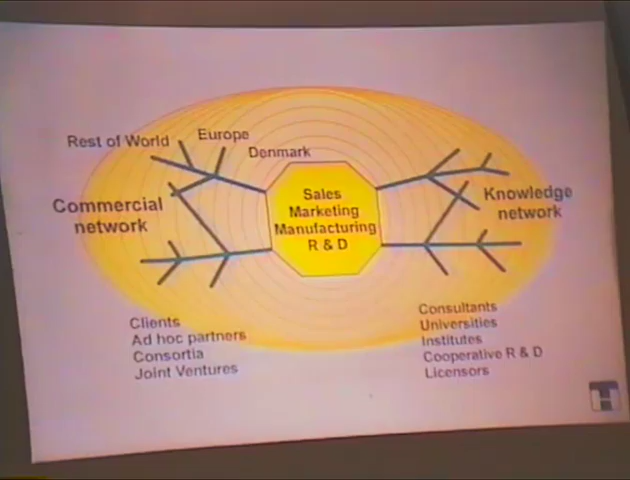 Rest of World
Europe
Denmark
Commercial
network
Sales
Marketing
Manufacturing
R & D
Knowledge
network
Clients
Ad hoc partners
Consortia
Joint Ventures
Consultants
Universities
Institutes
Cooperative R & D
Licensors